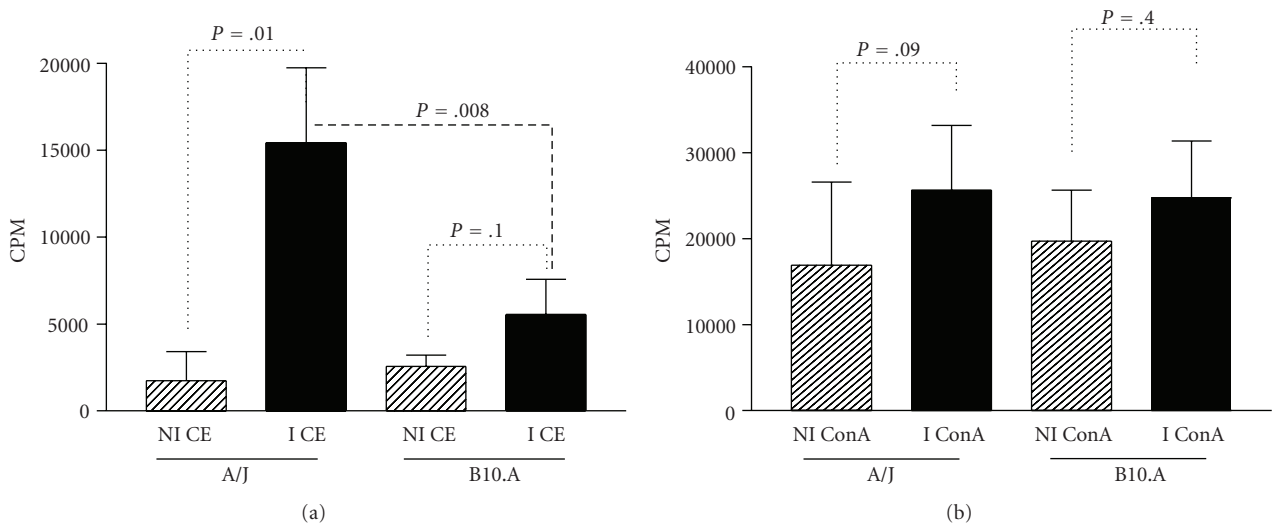 P = .01
20000
P = .008
15000
CPM
10000
P = .1
5000
0
NI CE I CE NI CE I CE
A/J B10.A
(a)
P = .4
P = .09
40000
30000
CPM
20000
10000
0
NI ConA I ConA NI ConA I ConA
A/J B10.A
(b)